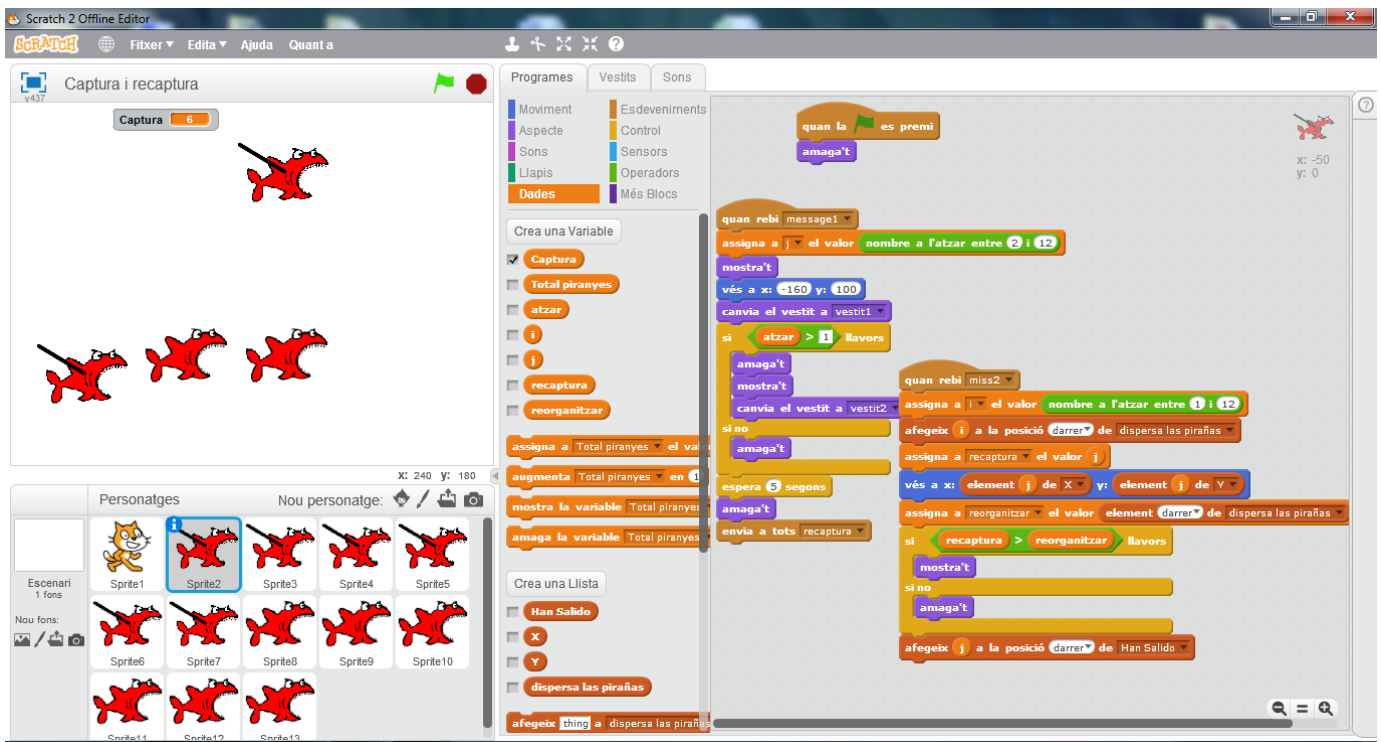 Scratch 2 Offline Editor
SCRATCH Fitxer Edita Ajuda Quant a
v437
Captura i recaptura
Captura 6
x: 240 y: 180
Personatges Nou personatge:
Escenari
1 fons
Nou fons:
Sprite1 Sprite2 Sprite3 Sprite4 Sprite5
Sprite6 Sprite7 Sprite8 Sprite9 Sprite10
Sprite11 Sprite12 Sprite13
Programes Vestits Sons
Moviment Esdeveniments
Aspecte Control
Sons Sensors
Llapis Operadors
Dades Més Blocs
Crea una Variable
Captura
Total piranyes
atzar
i
j
recaptura
reorganitzar
assigna a Total piranyes el val
augmenta Total piranyes en 1
mostra la variable Total piranyes
amaga la variable Total piranyes
Crea una Llista
Han Salido
X
Y
dispersa las pirañas
afegeix thing a dispersa las pirañas
quan la es premi
amaga't
x: -50
y: 0
quan rebi message1
assigna a j el valor nombre a l'atzar entre 2 i 12
mostra't
vés a x: -160 y: 100
canvia el vestit a vestit1
si atzar > 1 llavors
amaga't
mostra't
canvia el vestit a vestit2
si no
amaga't
espera 5 segons
amaga't
envia a tots recaptura
quan rebi miss2
assigna a i el valor nombre a l'atzar entre 1 i 12
afegeix i a la posició darrer de dispersa las pirañas
assigna a recaptura el valor j
vés a x: element j de X y: element j de Y
assigna a reorganitzar el valor element darrer de dispersa las pirañas
si recaptura > reorganitzar llavors
mostra't
si no
amaga't
afegeix j a la posició darrer de Han Salido